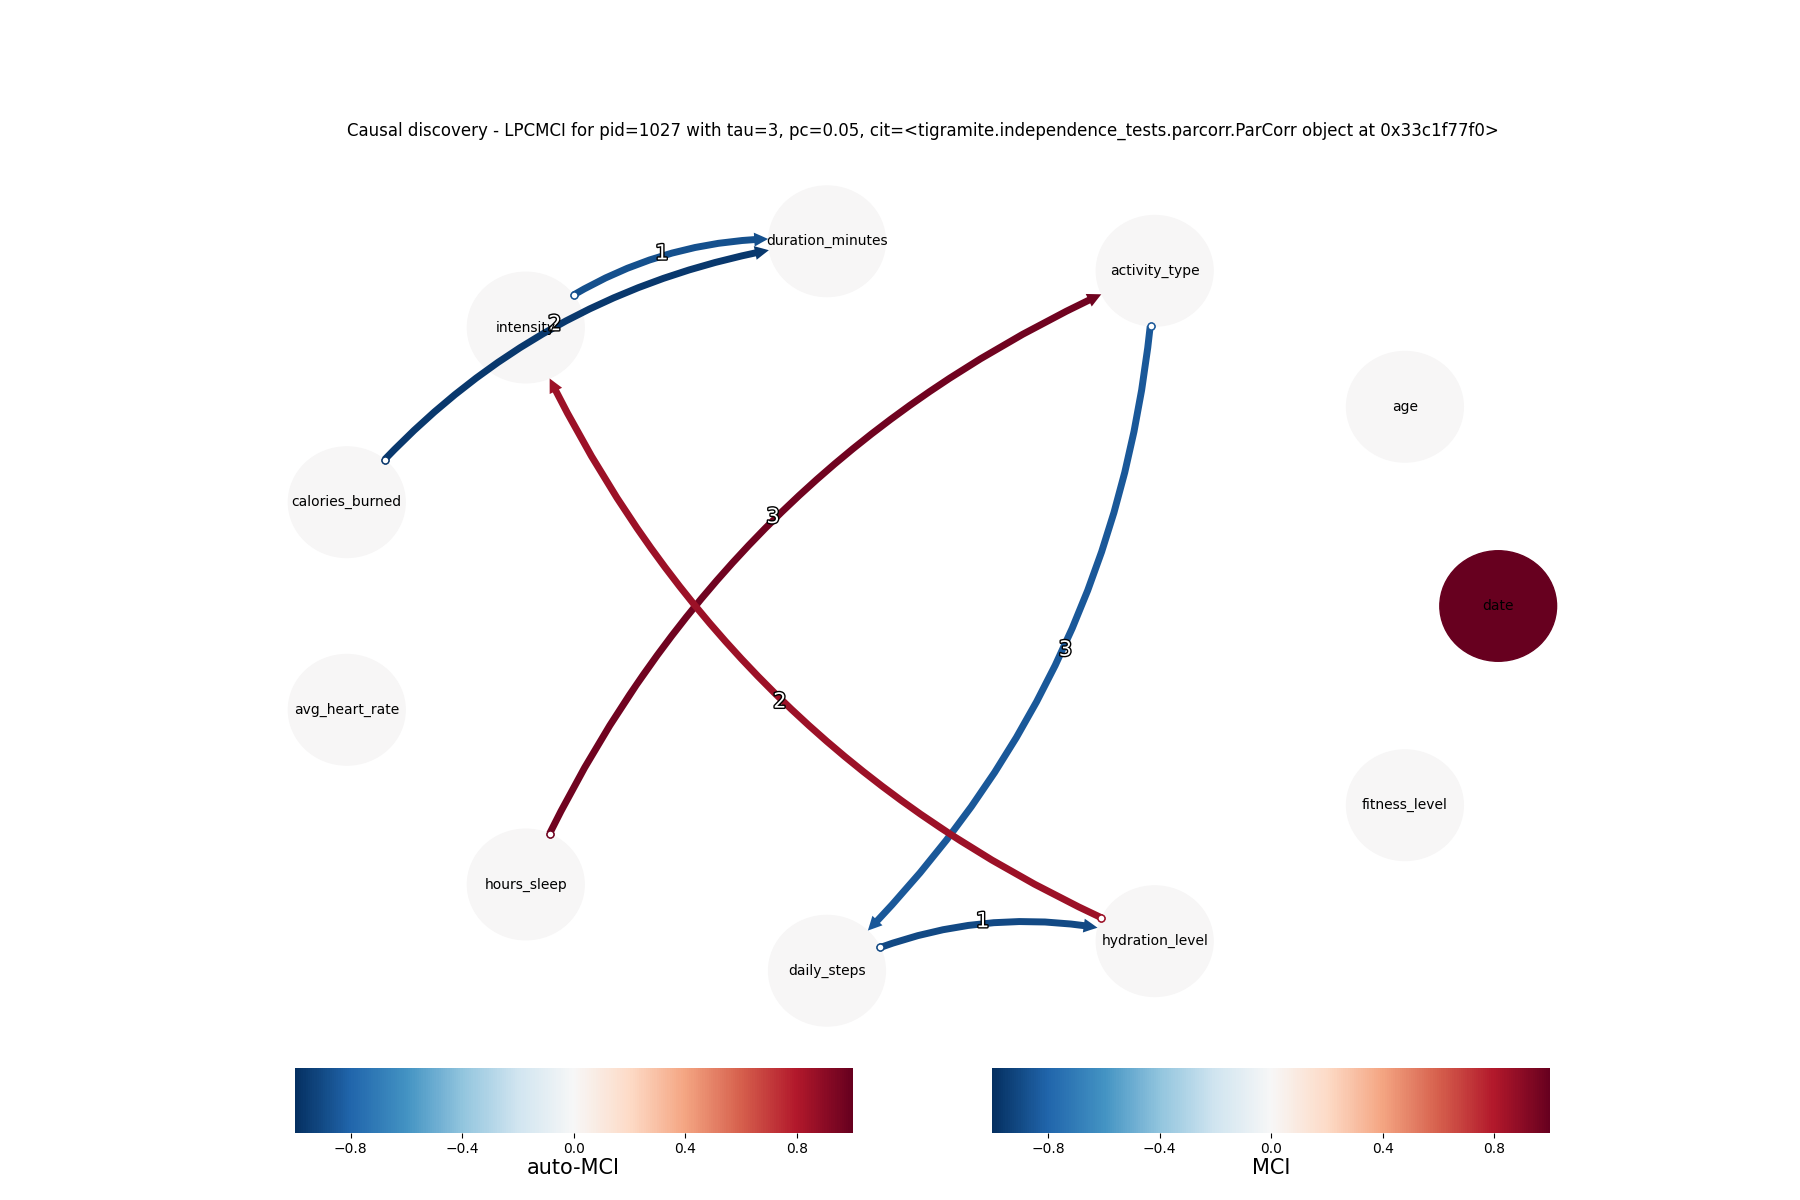 Causal discovery - LPCMCI for pid=1027 with tau=3, pc=0.05, cit=<tigramite.independence_tests.parcorr.ParCorr object at 0x33c1f77f0>
duration_minutes
1
activity_type
intensity
2
age
calories_burned
3
date
3
2
avg_heart_rate
fitness_level
hours_sleep
1
hydration_level
daily_steps
−0.8 −0.4 0.0 0.4 0.8
auto-MCI
−0.8 −0.4 0.0 0.4 0.8
MCI